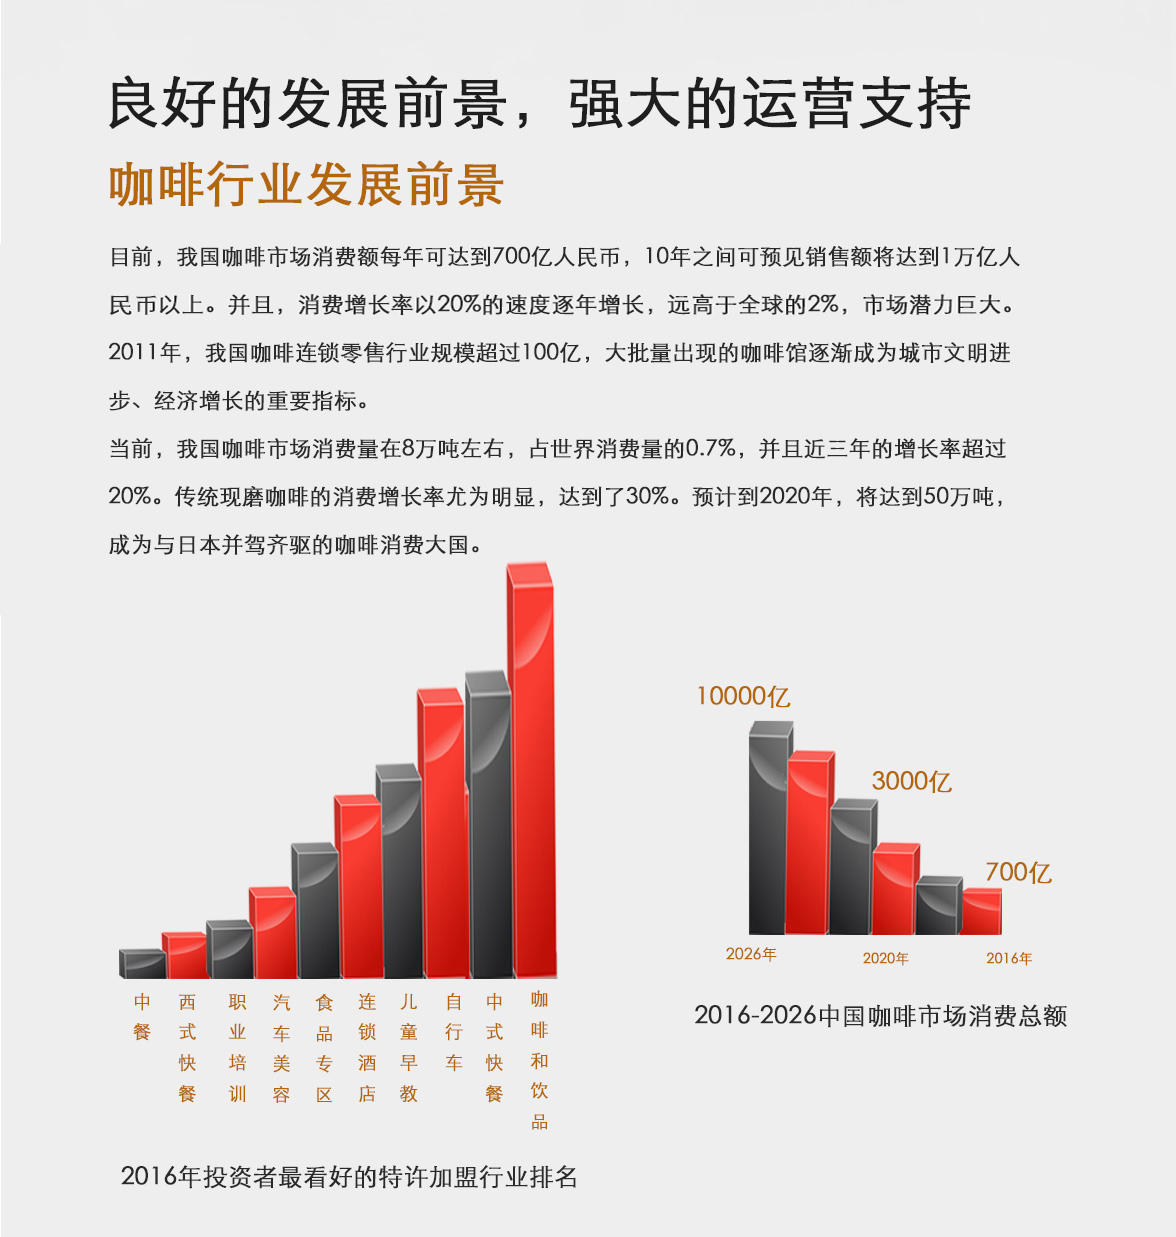 良好的发展前景，强大的运营支持
咖啡行业发展前景
目前，我国咖啡市场消费额每年可达到700亿人民币，10年之间可预见销售额将达到1万亿人
民币以上。并且，消费增长率以20%的速度逐年增长，远高于全球的2%，市场潜力巨大。
2011年，我国咖啡连锁零售行业规模超过100亿，大批量出现的咖啡馆逐渐成为城市文明进
步、经济增长的重要指标。
当前，我国咖啡市场消费量在8万吨左右，占世界消费量的0.7%，并且近三年的增长率超过
20%。传统现磨咖啡的消费增长率尤为明显，达到了30%。预计到2020年，将达到50万吨，
成为与日本并驾齐驱的咖啡消费大国。
中餐
西式快餐
职业培训
汽车美容
食品专区
连锁酒店
儿童早教
自行车
中式快餐
咖啡和饮品
2016年投资者最看好的特许加盟行业排名
10000亿
3000亿
700亿
2026年
2020年
2016年
2016-2026中国咖啡市场消费总额